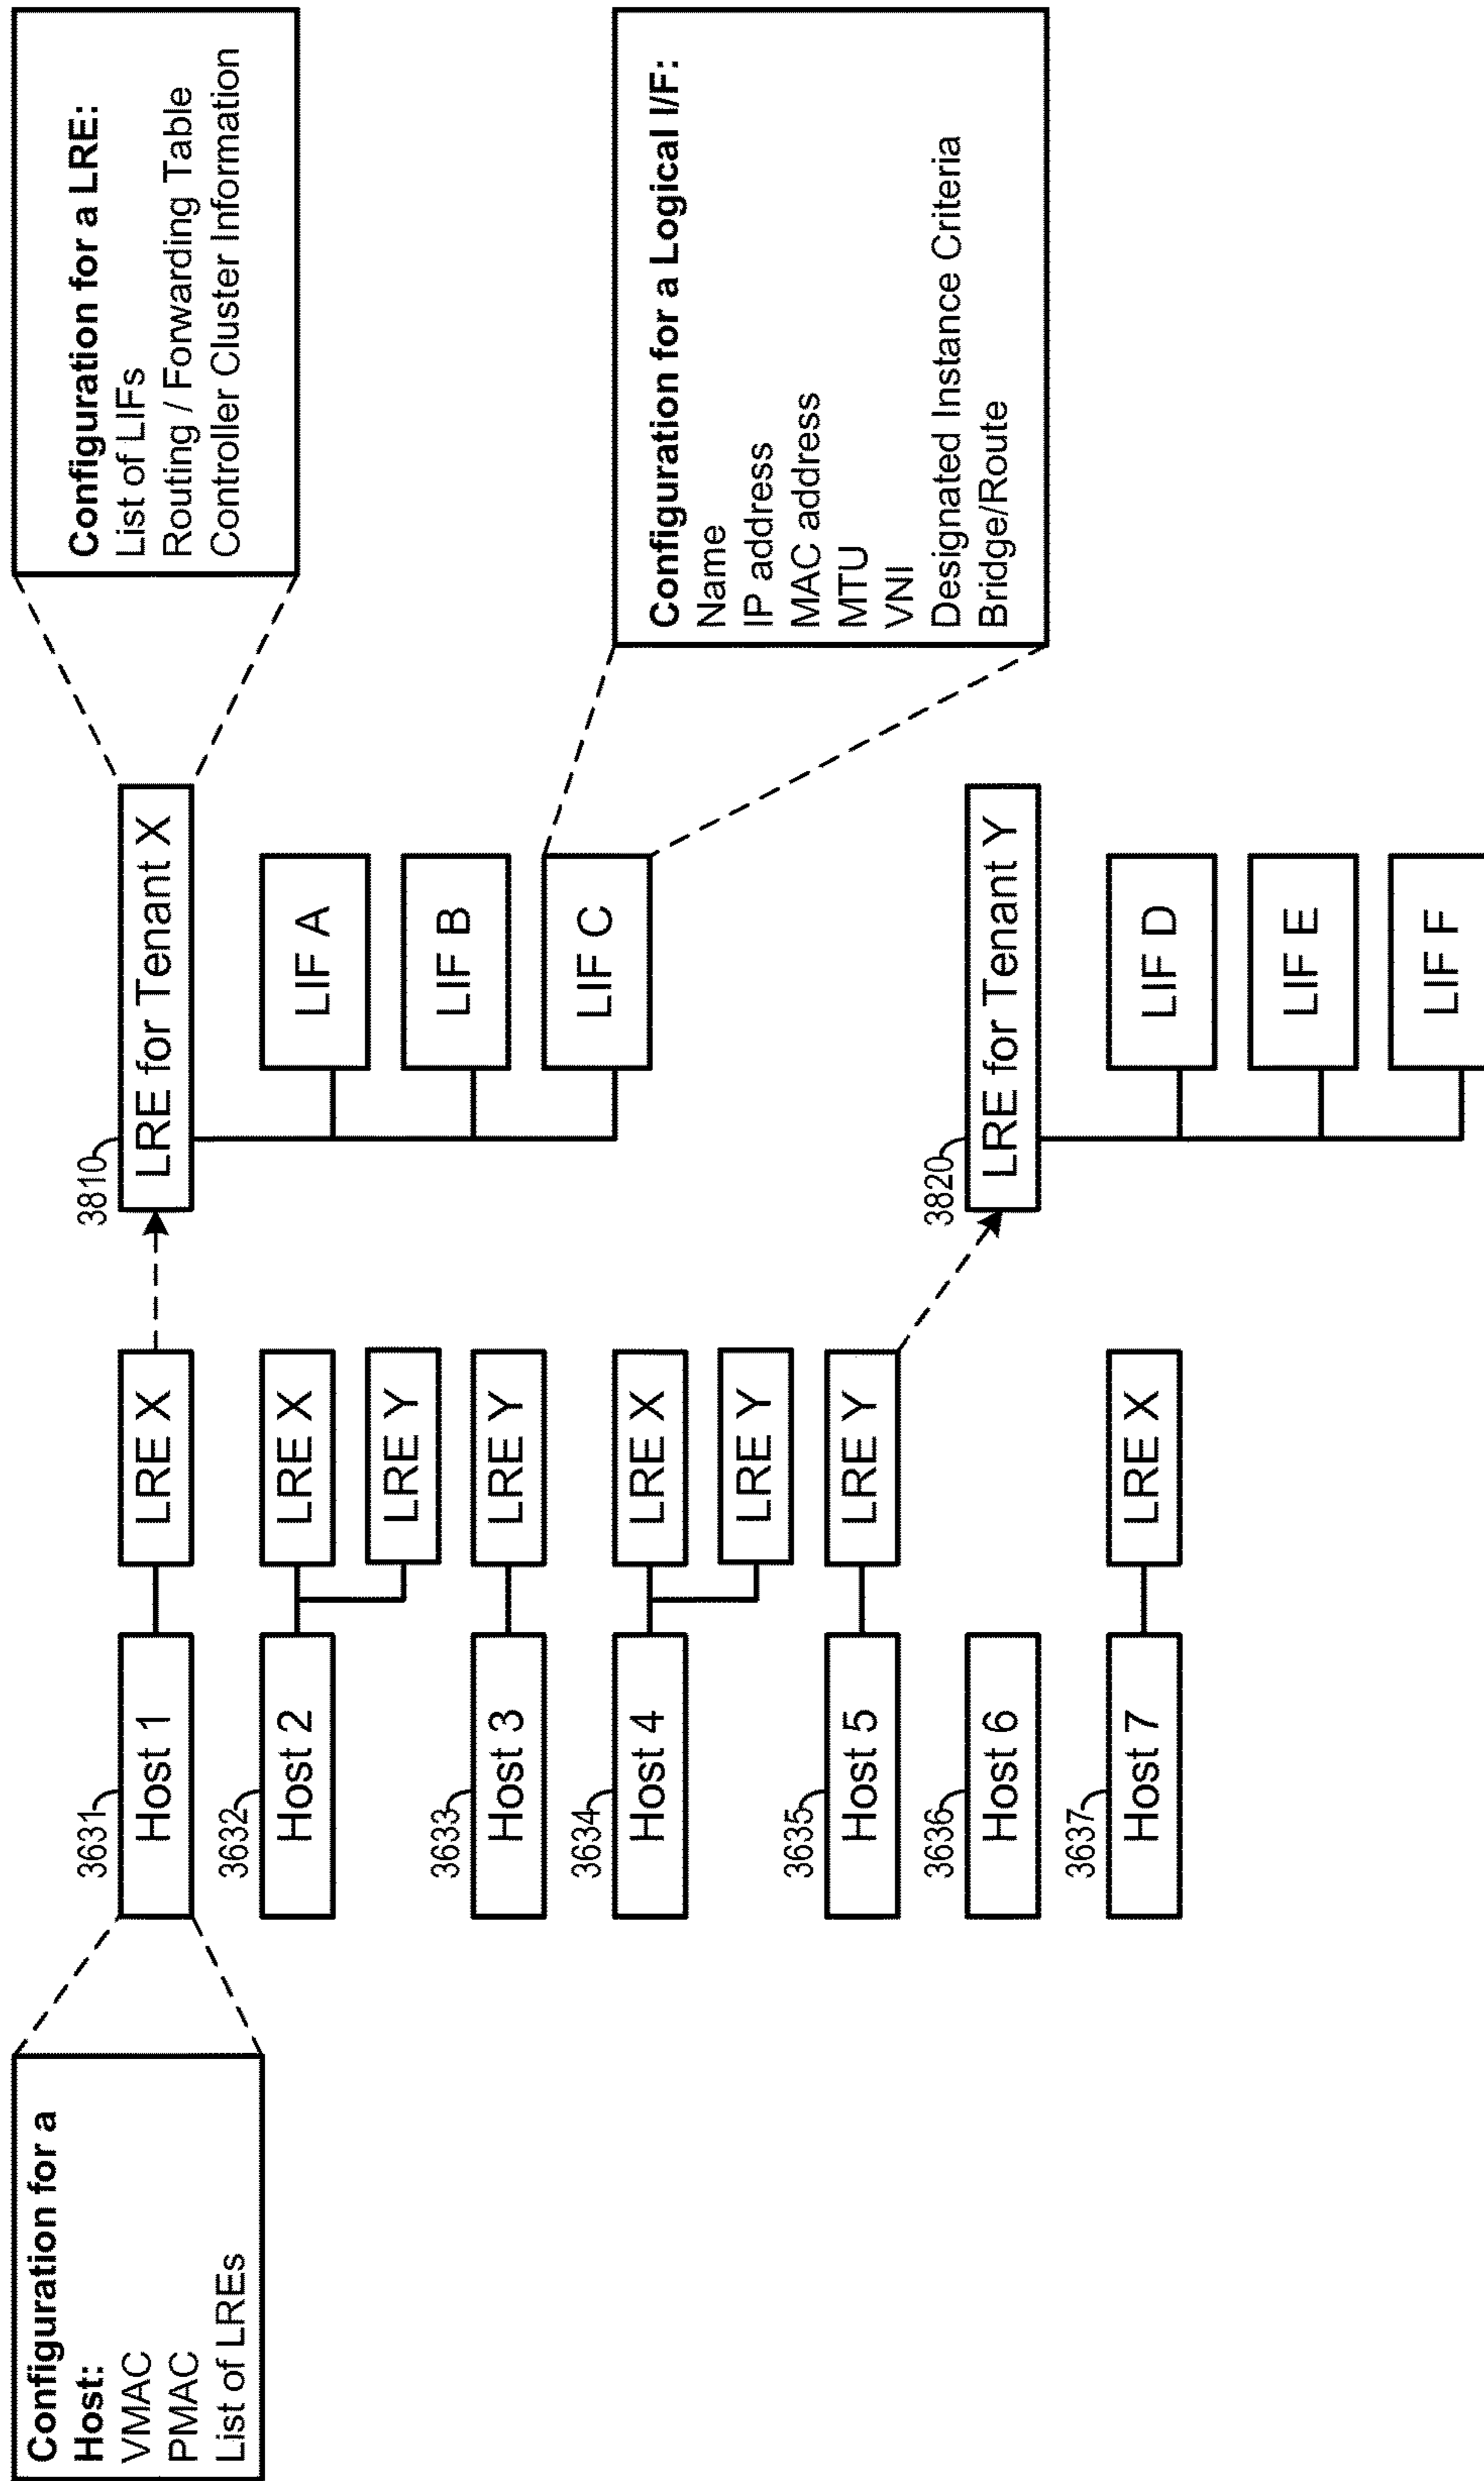 Configuration for a
Host:
VMAC
PMAC
List of LREs
3631
Host 1
LRE X
3632
Host 2
LRE X
LRE Y
3633
Host 3
LRE Y
3634
Host 4
LRE X
LRE Y
3635
Host 5
LRE Y
3636
Host 6
3637
Host 7
LRE X
3810
LRE for Tenant X
LIF A
LIF B
LIF C
3820
LRE for Tenant Y
LIF D
LIF E
LIF F
Configuration for a LRE:
List of LIFs
Routing / Forwarding Table
Controller Cluster Information
Configuration for a Logical I/F:
Name
IP address
MAC address
MTU
VNI
Designated Instance Criteria
Bridge/Route